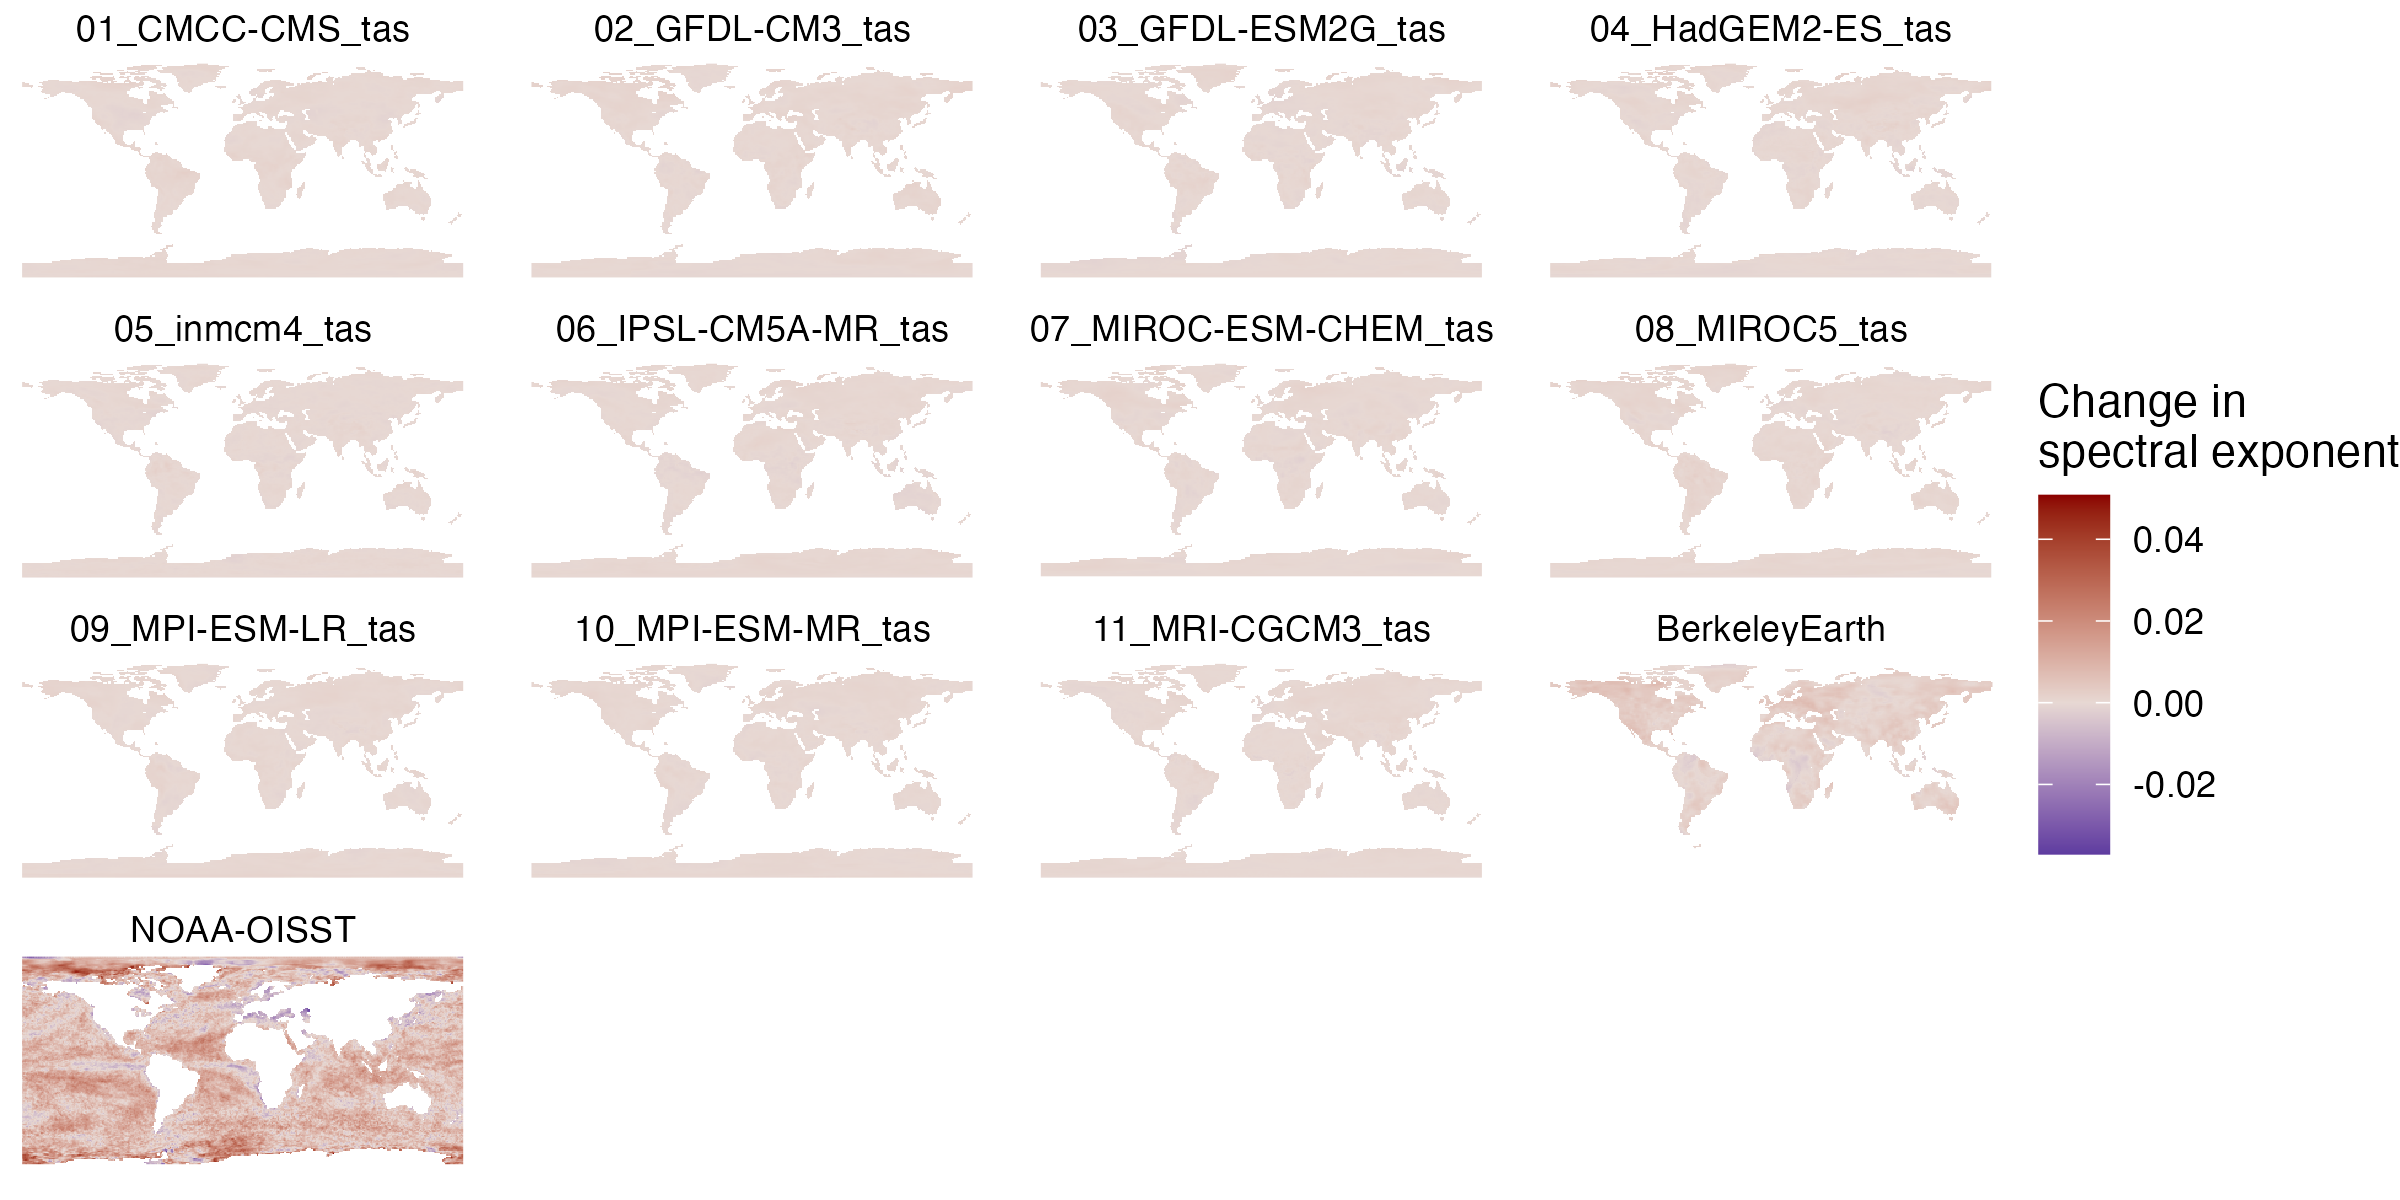 01_CMCC-CMS_tas
02_GFDL-CM3_tas
03_GFDL-ESM2G_tas
04_HadGEM2-ES_tas
05_inmcm4_tas
06_IPSL-CM5A-MR_tas
07_MIROC-ESM-CHEM_tas
08_MIROC5_tas
09_MPI-ESM-LR_tas
10_MPI-ESM-MR_tas
11_MRI-CGCM3_tas
BerkeleyEarth
NOAA-OISST
Change in
spectral exponent
0.04
0.02
0.00
-0.02